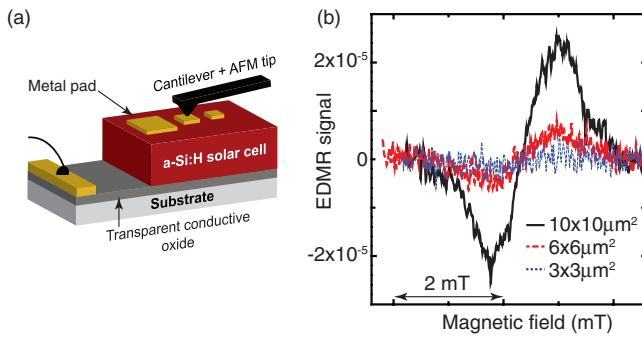 (a)
Cantilever + AFM tip
Metal pad
a-Si:H solar cell
Substrate
Transparent conductive
oxide
(b)
EDMR signal
2x10⁻⁵
0
-2x10⁻⁵
10x10µm²
6x6µm²
3x3µm²
2 mT
Magnetic field (mT)